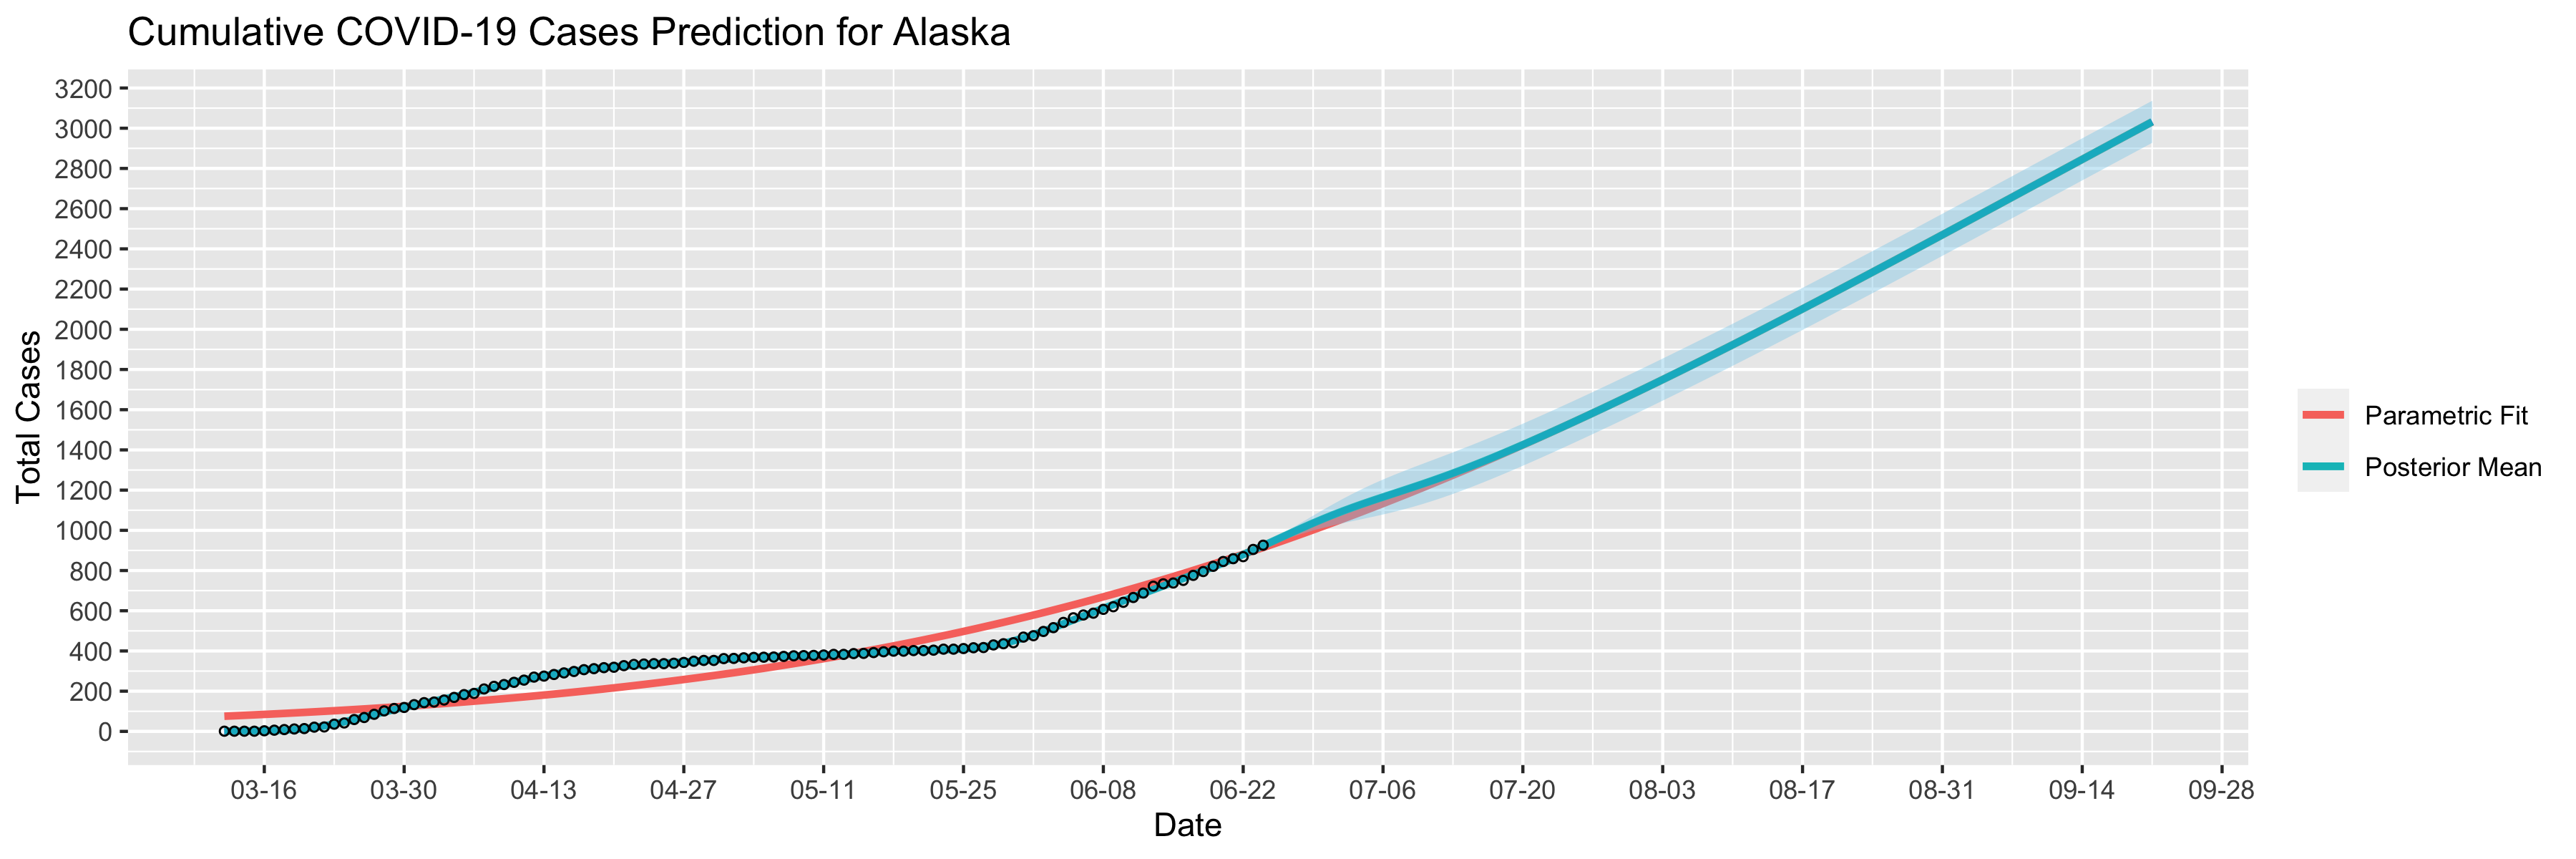 Cumulative COVID-19 Cases Prediction for Alaska
3200
3000
2800
2600
2400
2200
2000
1800
1600
1400
1200
1000
800
600
400
200
0
Total Cases
03-16 03-30 04-13 04-27 05-11 05-25 06-08 06-22 07-06 07-20 08-03 08-17 08-31 09-14 09-28
Date
Parametric Fit
Posterior Mean